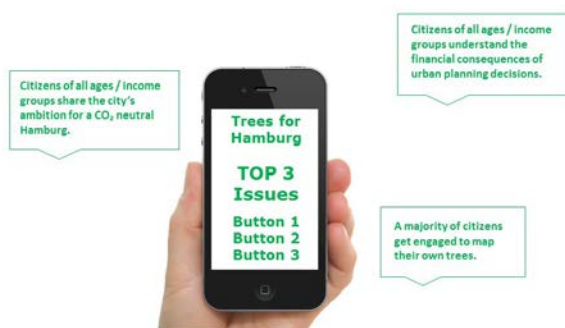 Citizens of all ages / income
groups understand the
financial consequences of
urban planning decisions.
Citizens of all ages / income
groups share the city's
ambition for a CO₂ neutral
Hamburg.
Trees for
Hamburg
TOP 3
Issues
Button 1
Button 2
Button 3
A majority of citizens
get engaged to map
their own trees.